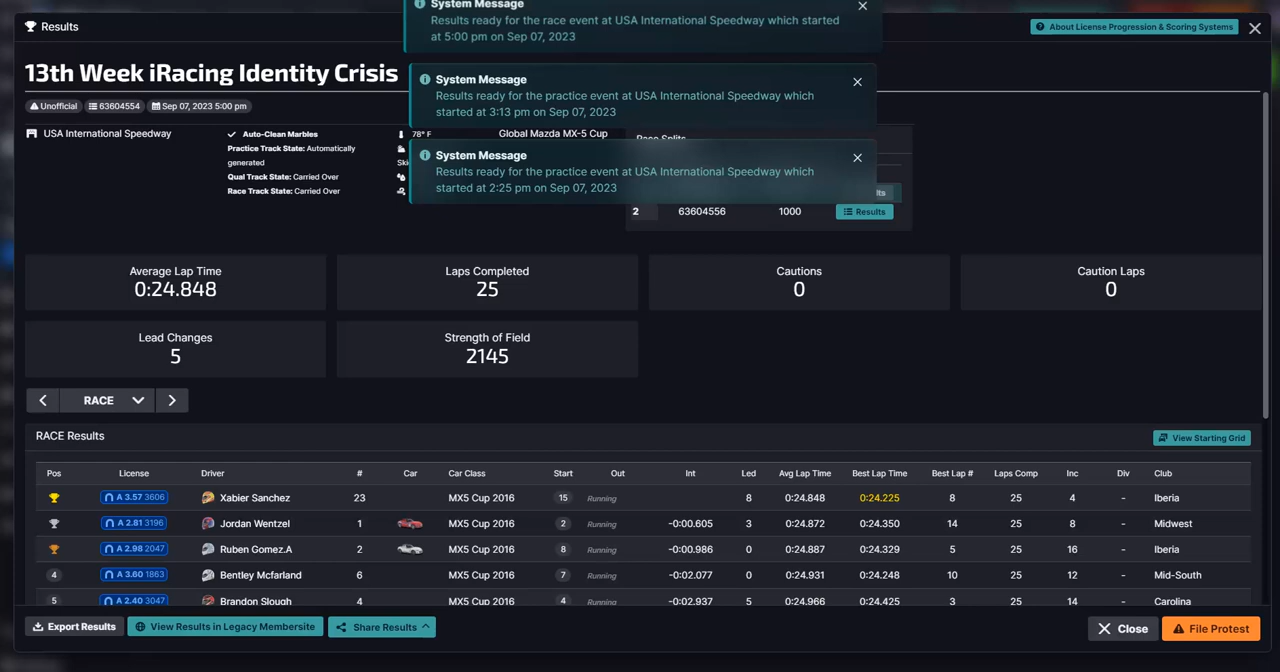 System Message
Results ready for the race event at USA International Speedway which started
at 5:00 pm on Sep 07, 2023
Results
About License Progression & Scoring Systems
13th Week iRacing Identity Crisis
System Message
Results ready for the practice event at USA International Speedway which
started at 3:13 pm on Sep 07, 2023
Unofficial 63604554 Sep 07, 2023 5:00 pm
USA International Speedway
Auto-Clean Marbles
Practice Track State: Automatically
generated
Qual Track State: Carried Over
Race Track State: Carried Over
78° F
Global Mazda MX-5 Cup
Race Splits
System Message
Results ready for the practice event at USA International Speedway which
started at 2:25 pm on Sep 07, 2023
2 63604556 1000 Results
Average Lap Time
0:24.848
Laps Completed
25
Cautions
0
Caution Laps
0
Lead Changes
5
Strength of Field
2145
RACE
RACE Results
View Starting Grid
Pos License Driver # Car Car Class Start Out Int Led Avg Lap Time Best Lap Time Best Lap # Laps Comp Inc Div Club
A 3.57 3606 Xabier Sanchez 23 MX5 Cup 2016 15 Running 8 0:24.848 0:24.225 8 25 4 - Iberia
A 2.81 3196 Jordan Wentzel 1 MX5 Cup 2016 2 Running -0:00.605 3 0:24.872 0:24.350 14 25 8 - Midwest
A 2.98 2047 Ruben Gomez.A 2 MX5 Cup 2016 8 Running -0:00.986 0 0:24.887 0:24.329 5 25 16 - Iberia
4 A 3.60 1863 Bentley Mcfarland 6 MX5 Cup 2016 7 Running -0:02.077 0 0:24.931 0:24.248 10 25 12 - Mid-South
5 A 2.40 3047 Brandon Slough 4 MX5 Cup 2016 4 Running -0:02.937 5 0:24.966 0:24.425 3 25 14 - Carolina
Export Results
View Results in Legacy Membersite
Share Results
Close
File Protest